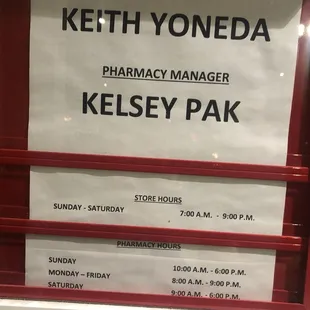 KEITH YONEDA
PHARMACY MANAGER
KELSEY PAK
STORE HOURS
SUNDAY - SATURDAY 7:00 A.M. - 9:00 P.M.
PHARMACY HOURS
SUNDAY 10:00 A.M. - 6:00 P.M.
MONDAY – FRIDAY 8:00 A.M. - 9:00 P.M.
SATURDAY 9:00 A.M. - 6:00 P.M.